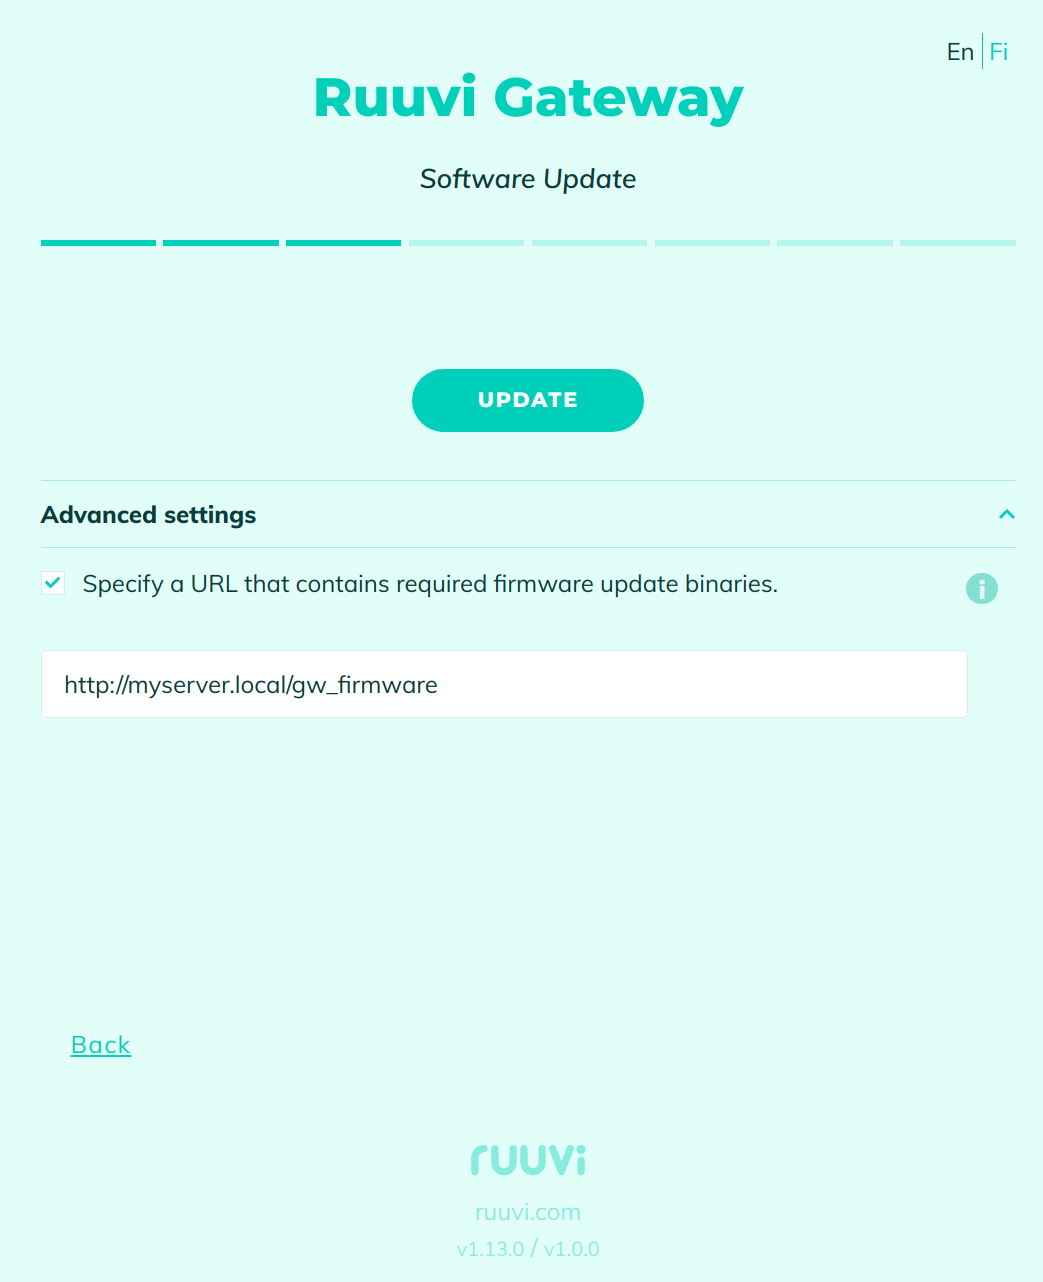 En Fi
Ruuvi Gateway
Software Update
UPDATE
Advanced settings
Specify a URL that contains required firmware update binaries.
http://myserver.local/gw_firmware
Back
ruuvi
ruuvi.com
v1.13.0 / v1.0.0